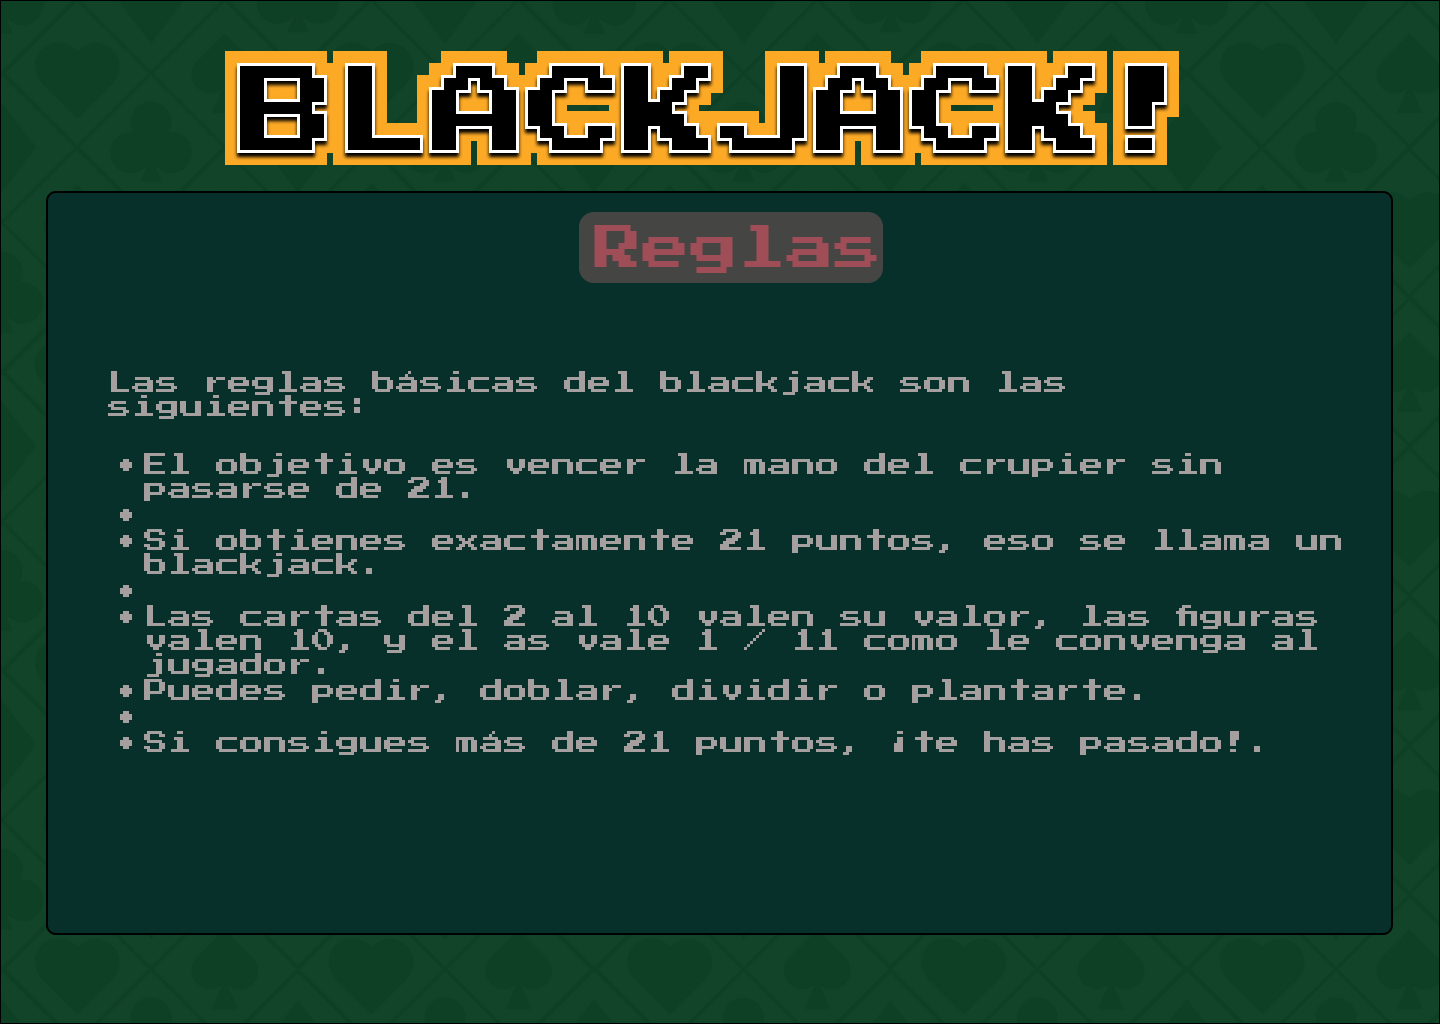 BLACKJACK!
Reglas
Las reglas básicas del blackjack son las
siguientes:
• El objetivo es vencer la mano del crupier sin
pasarse de 21.
•
• Si obtienes exactamente 21 puntos, eso se llama un
blackjack.
•
• Las cartas del 2 al 10 valen su valor, las figuras
valen 10, y el as vale 1 / 11 como le convenga al
jugador.
• Puedes pedir, doblar, dividir o plantarte.
•
• Si consigues más de 21 puntos, ¡te has pasado!.